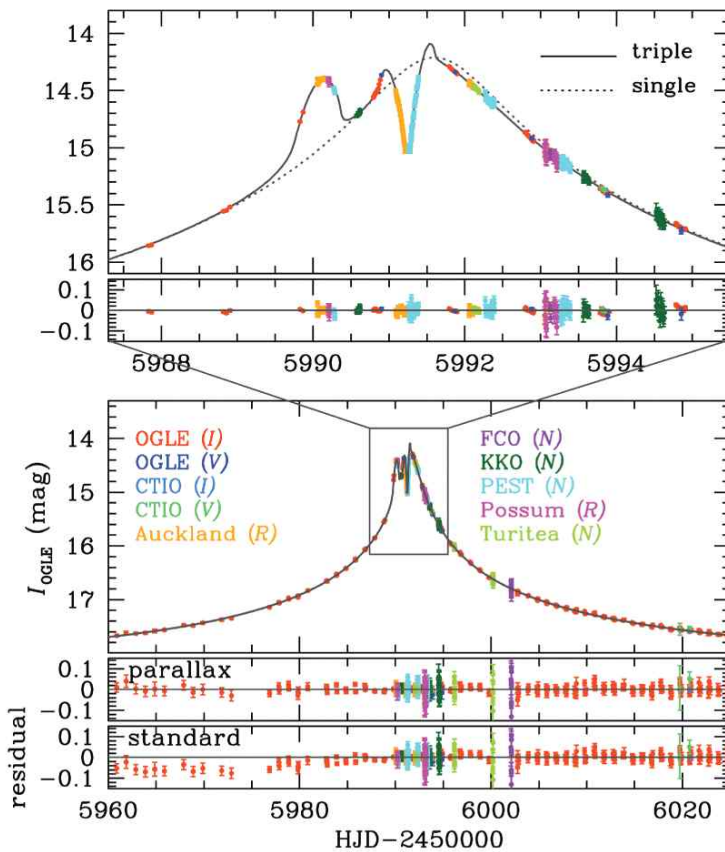 14
14.5
15
15.5
16
triple
single
0.1
0
−0.1
5988 5990 5992 5994
14
15
16
17
I_OGLE (mag)
OGLE (I)
OGLE (V)
CTIO (I)
CTIO (V)
Auckland (R)
FCO (N)
KKO (N)
PEST (N)
Possum (R)
Turitea (N)
0.1
0
−0.1
parallax
0.1
0
−0.1
standard
residual
5960 5980 6000 6020
HJD−2450000